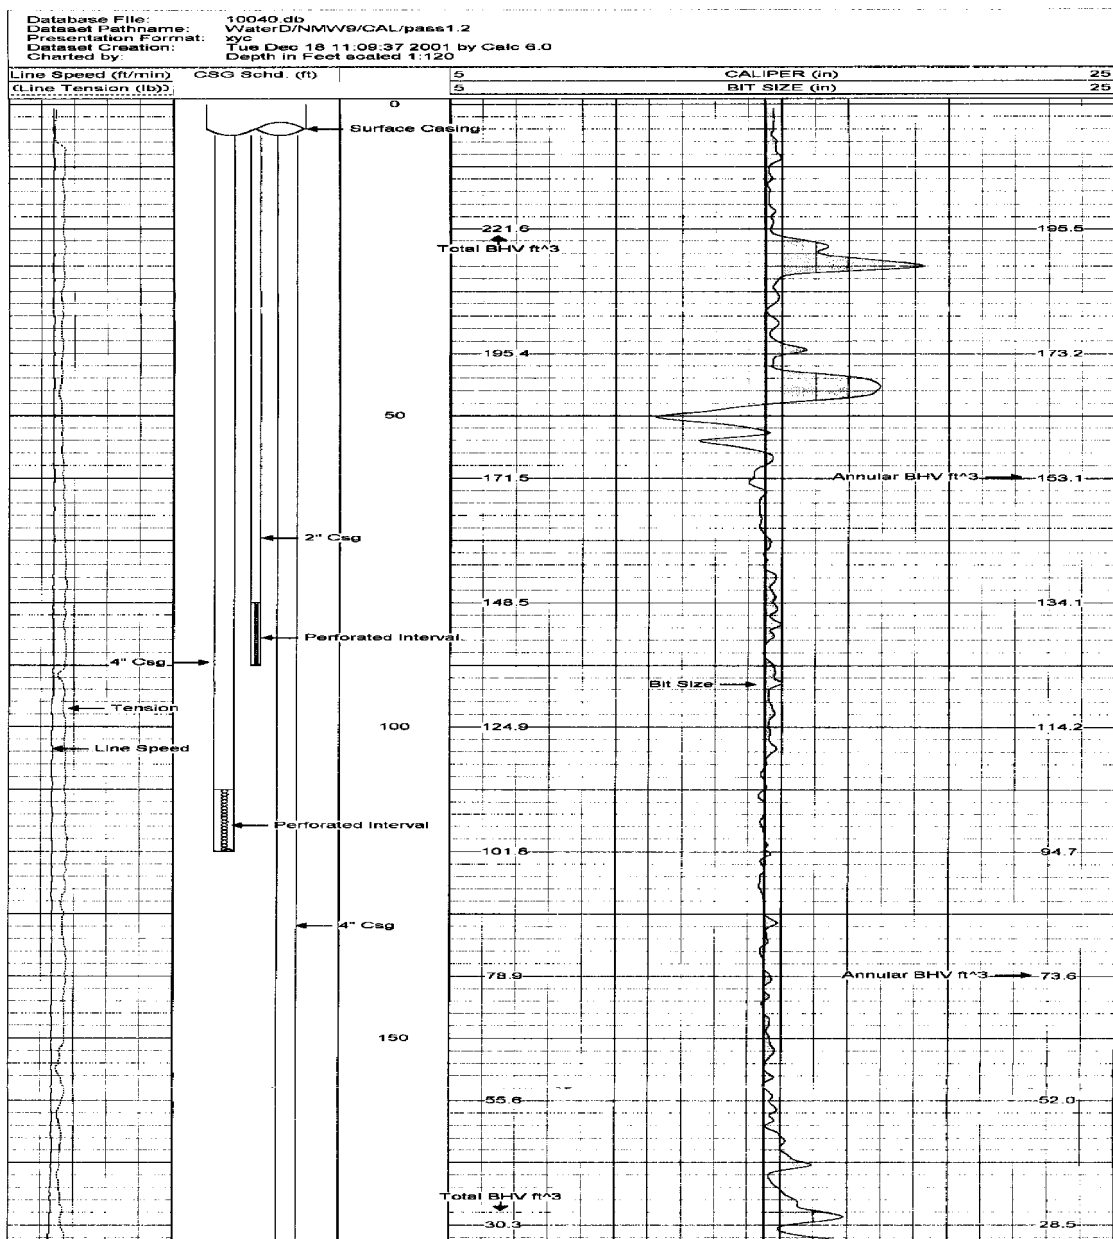 Database File: 10040.db
Dataset Pathname: WaterD/NMW9/CAL/pass1.2
Presentation Format: xyc
Dataset Creation: Tue Dec 18 11:09:37 2001 by Calc 6.0
Charted by: Depth in Feet scaled 1:120
Line Speed (ft/min) CSG Schd. (ft) 5 CALIPER (in) 25
(Line Tension (lb)) 5 BIT SIZE (in) 25
0
Surface Casing
221.6 195.5
Total BHV ft^3
195.4 173.2
50
171.5 Annular BHV ft^3 153.1
2" Csg
148.5 134.1
Perforated Interval
4" Csg
Bit Size
Tension
100
124.9 114.2
Line Speed
Perforated Interval
101.8 94.7
4" Csg
78.9 Annular BHV ft^3 73.6
150
55.6 52.0
Total BHV ft^3
30.3 28.5